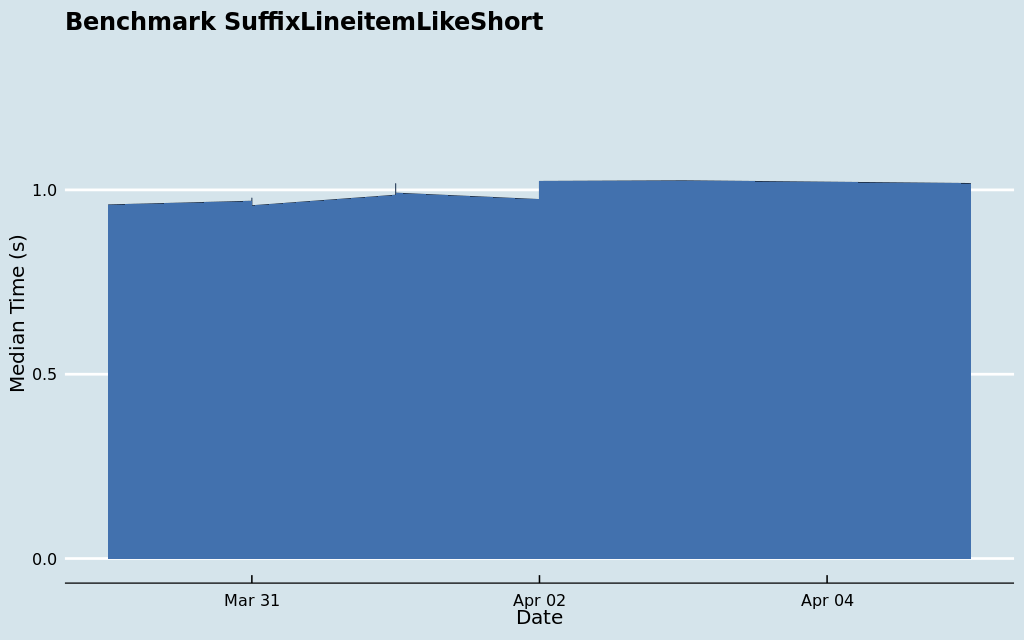 Benchmark SuffixLineitemLikeShort
Median Time (s)
1.0
0.5
0.0
Mar 31
Apr 02
Apr 04
Date